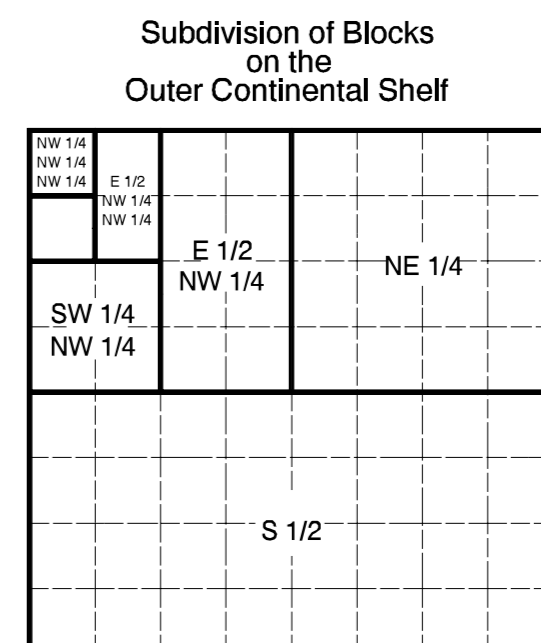 Subdivision of Blocks
on the
Outer Continental Shelf
NW 1/4
NW 1/4
NW 1/4
E 1/2
NW 1/4
NW 1/4
E 1/2
NW 1/4
NE 1/4
SW 1/4
NW 1/4
S 1/2